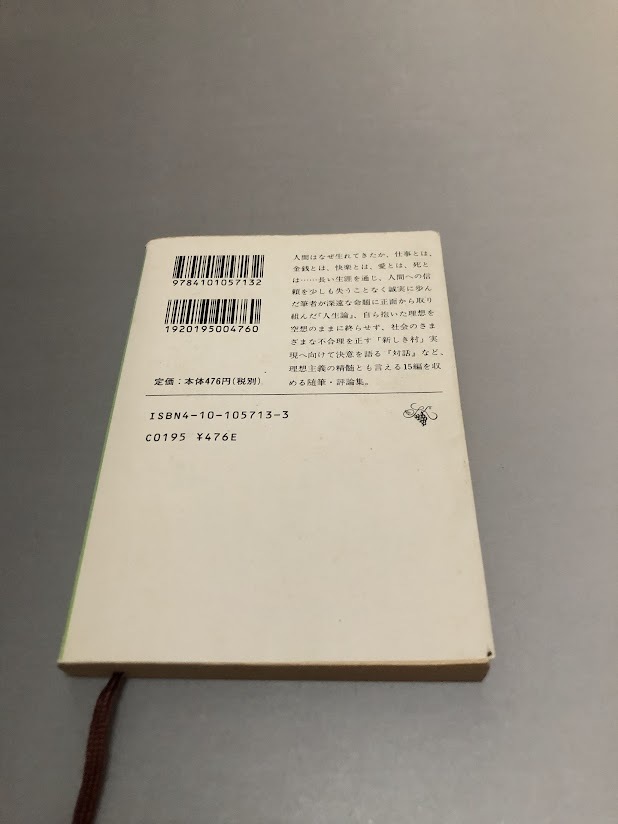 9784101057132
1920195004760
定価：本体476円（税別）
人間はなぜ生れてきたか、仕事とは、
金銭とは、快楽とは、愛とは、死と
は……長い生涯を通じ、人間への信
頼を少しも失うことなく誠実に歩ん
だ筆者が深遠な命題に正面から取り
組んだ『人生論』、自ら抱いた理想を
空想のままに終らせず、社会のさま
ざまな不合理を正す「新しき村」実
現へ向けて決意を語る『対話』など、
理想主義の精髄とも言える15編を収
める随筆・評論集。
ISBN4-10-105713-3
C0195 ¥476E